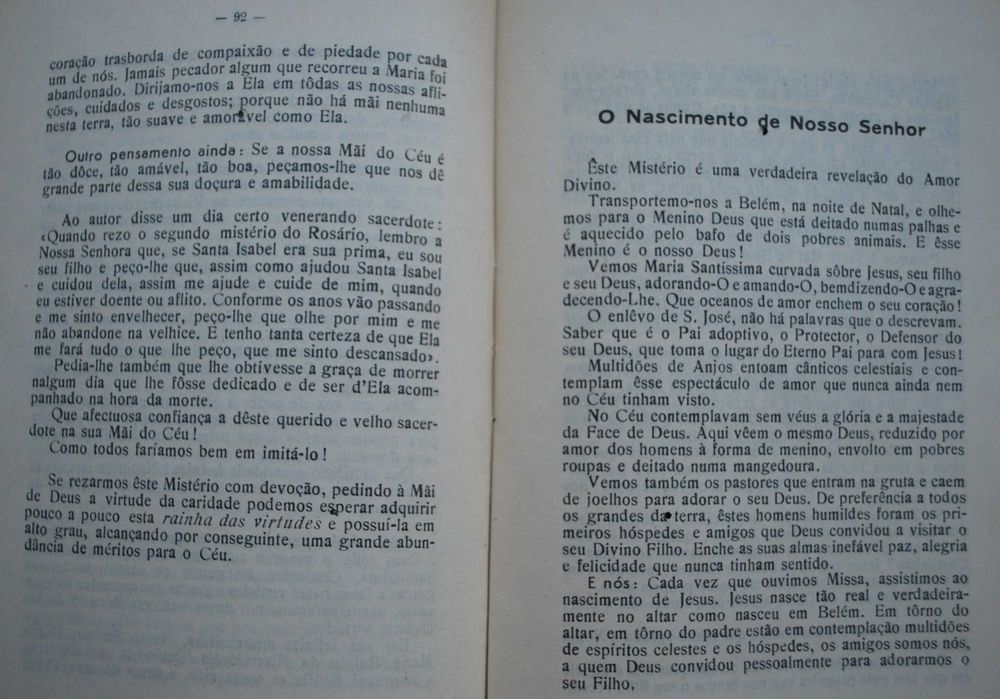 — 92 —
coração trasborda de compaixão e de piedade por cada
um de nós. Jamais pecador algum que recorreu a Maria foi
abandonado. Dirijamo-nos a Ela em tôdas as nossas afli-
ções, cuidados e desgostos; porque não há mãi nenhuma
nesta terra, tão suave e amorável como Ela.
Outro pensamento ainda: Se a nossa Mãi do Céu é
tão dôce, tão amável, tão boa, peçamos-lhe que nos dê
grande parte dessa sua doçura e amabilidade.
Ao autor disse um dia certo venerando sacerdote:
«Quando rezo o segundo mistério do Rosário, lembro a
Nossa Senhora que, se Santa Isabel era sua prima, eu sou
seu filho e peço-lhe que, assim como ajudou Santa Isabel
e cuidou dela, assim me ajude e cuide de mim, quando
eu estiver doente ou aflito. Conforme os anos vão passando
e me sinto envelhecer, peço-lhe que olhe por mim e me
não abandone na velhice. E tenho tanta certeza de que Ela
me fará tudo o que lhe peço, que me sinto descansado».
Pedia-lhe também que lhe obtivesse a graça de morrer
nalgum dia que lhe fôsse dedicado e de ser d'Ela acom-
panhado na hora da morte.
Que afectuosa confiança a dêste querido e velho sacer-
dote na sua Mãi do Céu!
Como todos faríamos bem em imitá-lo!
Se rezarmos êste Mistério com devoção, pedindo à Mãi
de Deus a virtude da caridade podemos esperar adquirir
pouco a pouco esta rainha das virtudes e possuí-la em
alto grau, alcançando por conseguinte, uma grande abun-
dância de méritos para o Céu.
O Nascimento de Nosso Senhor
Êste Mistério é uma verdadeira revelação do Amor
Divino.
Transportemo-nos a Belém, na noite de Natal, e olhe-
mos para o Menino Deus que está deitado numas palhas e
é aquecido pelo bafo de dois pobres animais. E êsse
Menino é o nosso Deus!
Vemos Maria Santíssima curvada sôbre Jesus, seu filho
e seu Deus, adorando-O e amando-O, bemdizendo-O e agra-
decendo-Lhe. Que oceanos de amor enchem o seu coração!
O enlêvo de S. José, não há palavras que o descrevam.
Saber que é o Pai adoptivo, o Protector, o Defensor do
seu Deus, que toma o lugar do Eterno Pai para com Jesus!
Multidões de Anjos entoam cânticos celestiais e con-
templam êsse espectáculo de amor que nunca ainda nem
no Céu tinham visto.
No Céu contemplavam sem véus a glória e a majestade
da Face de Deus. Aqui vêem o mesmo Deus, reduzido por
amor dos homens à forma de menino, envolto em pobres
roupas e deitado numa mangedoura.
Vemos também os pastores que entram na gruta e caem
de joelhos para adorar o seu Deus. De preferência a todos
os grandes da terra, êstes homens humildes foram os pri-
meiros hóspedes e amigos que Deus convidou a visitar o
seu Divino Filho. Enche as suas almas inefável paz, alegria
e felicidade que nunca tinham sentido.
E nós: Cada vez que ouvimos Missa, assistimos ao
nascimento de Jesus. Jesus nasce tão real e verdadeira-
mente no altar como nasceu em Belém. Em tôrno do
altar, em tôrno do padre estão em contemplação multidões
de espíritos celestes e os hóspedes, os amigos somos nós,
a quem Deus convidou pessoalmente para adorarmos o
seu Filho.